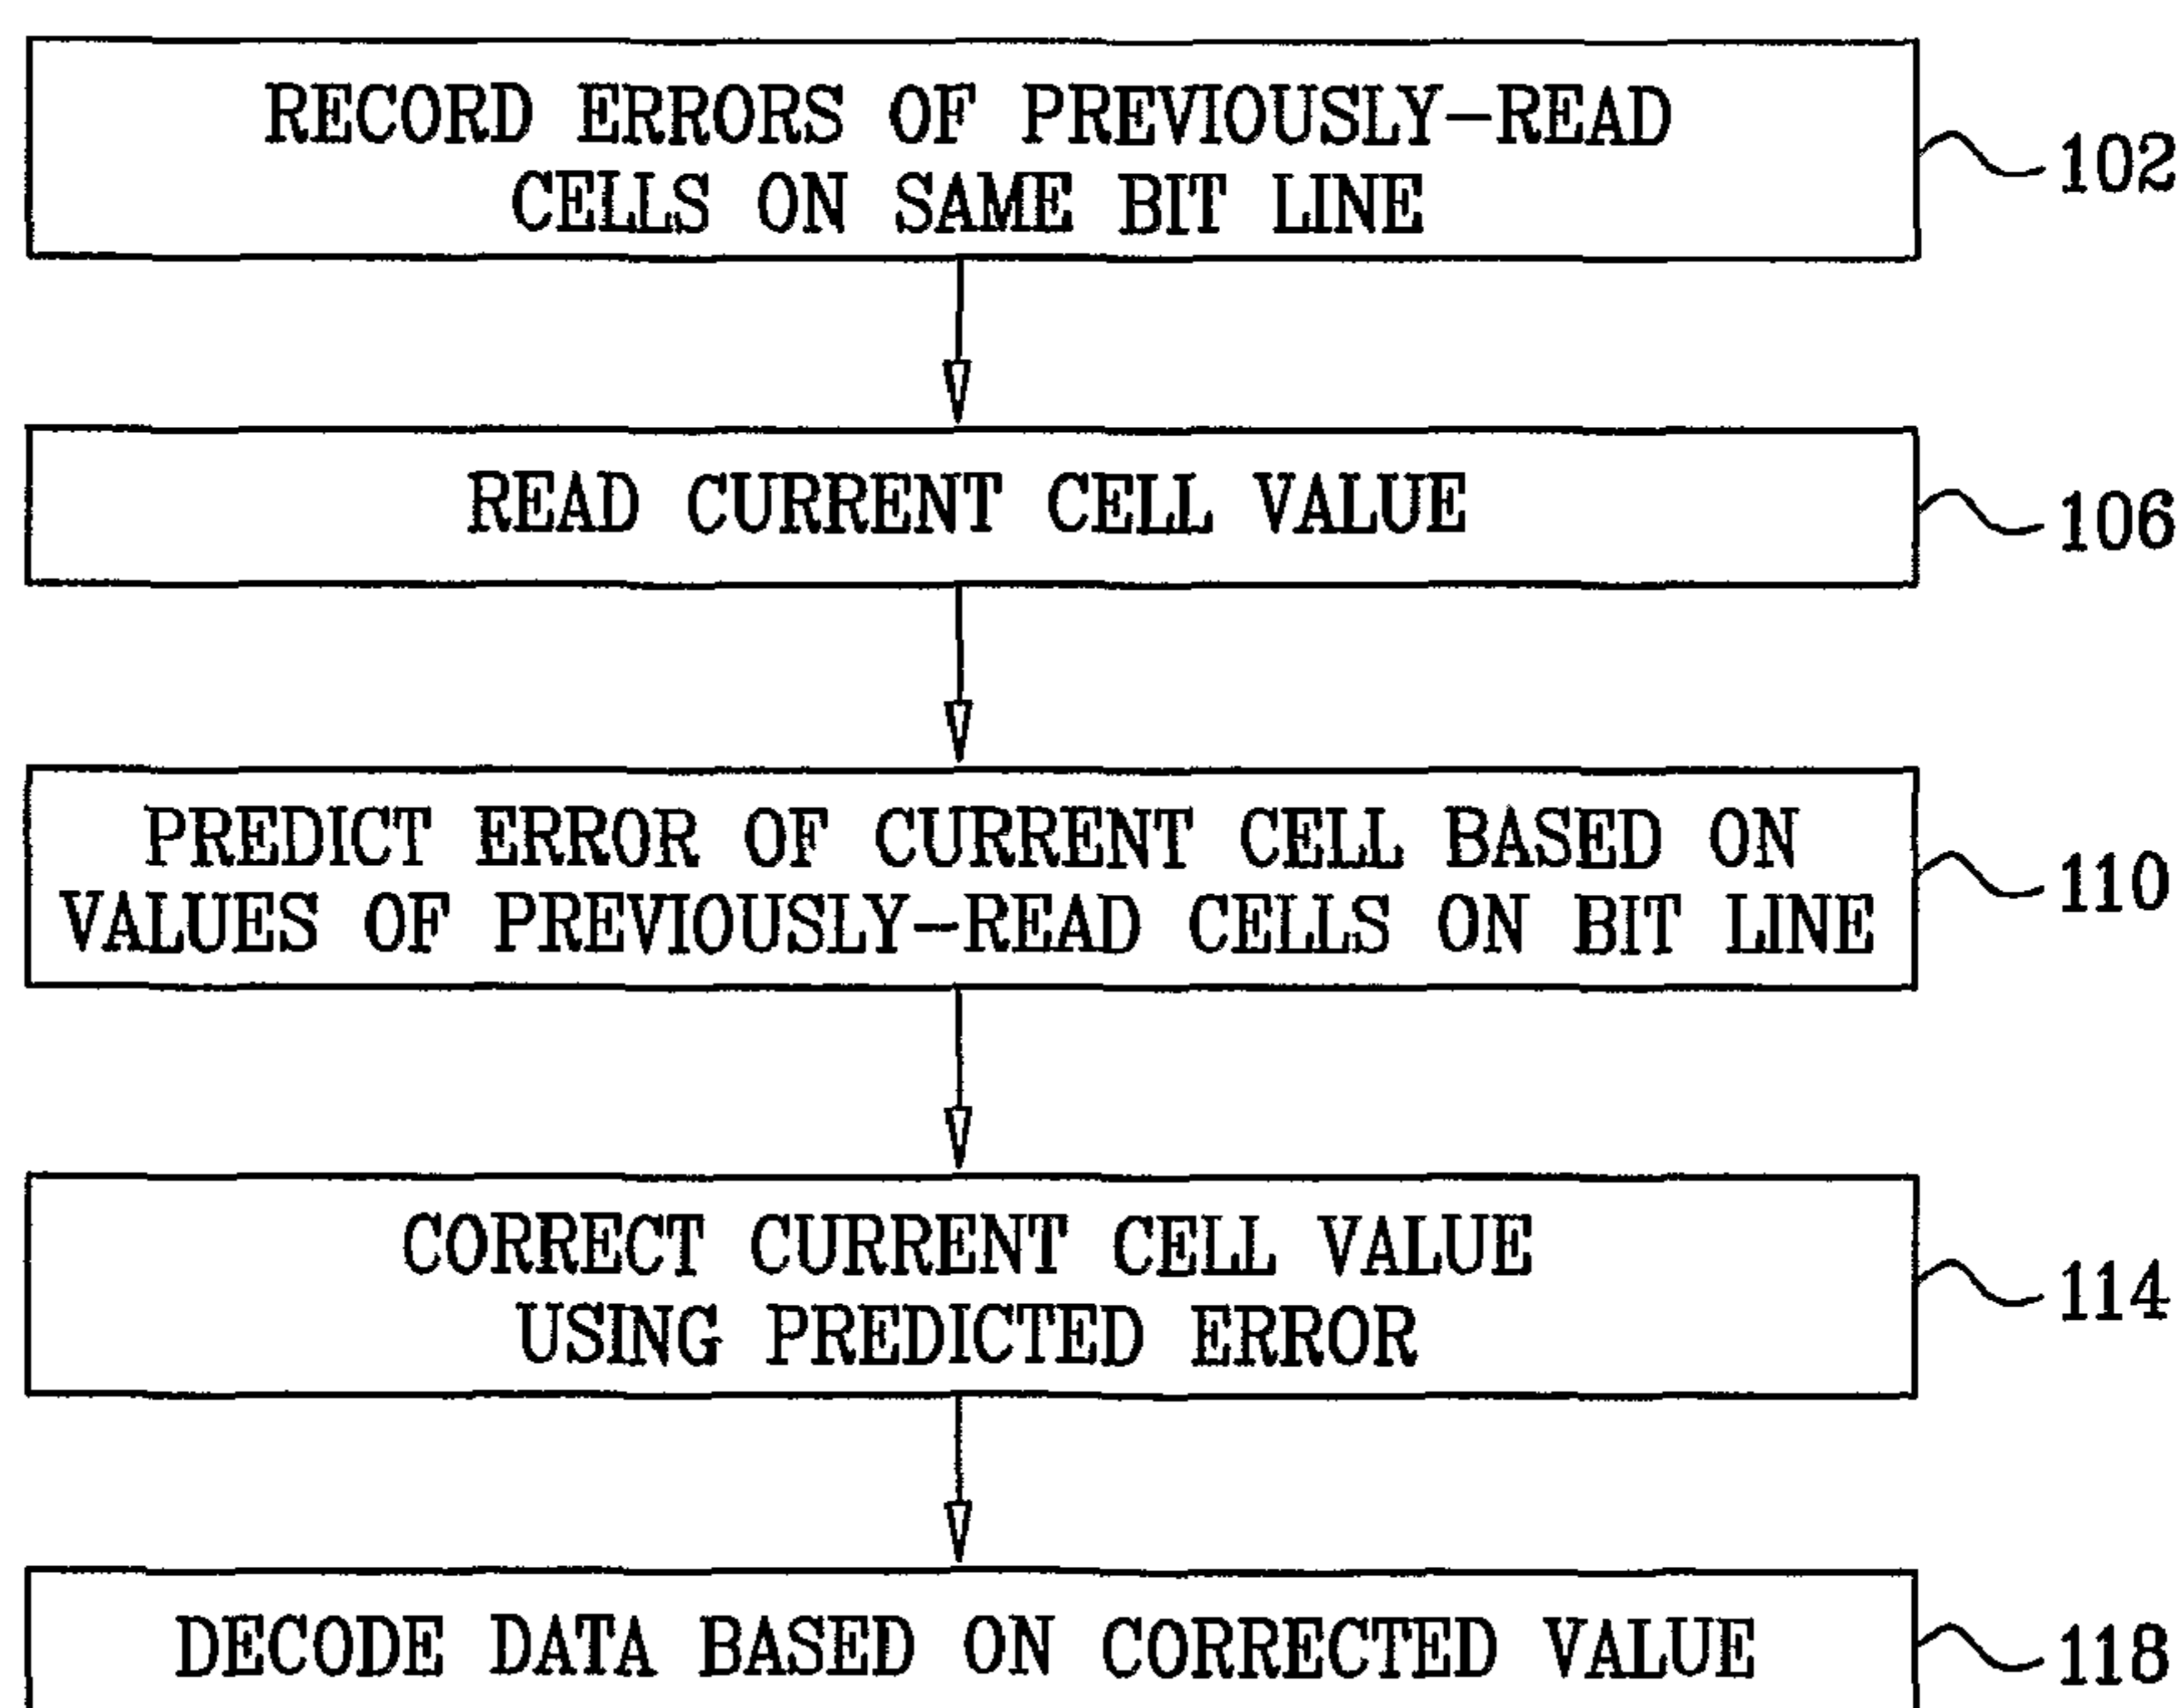 RECORD ERRORS OF PREVIOUSLY-READ
CELLS ON SAME BIT LINE
102
READ CURRENT CELL VALUE
106
PREDICT ERROR OF CURRENT CELL BASED ON
VALUES OF PREVIOUSLY-READ CELLS ON BIT LINE
110
CORRECT CURRENT CELL VALUE
USING PREDICTED ERROR
114
DECODE DATA BASED ON CORRECTED VALUE
118